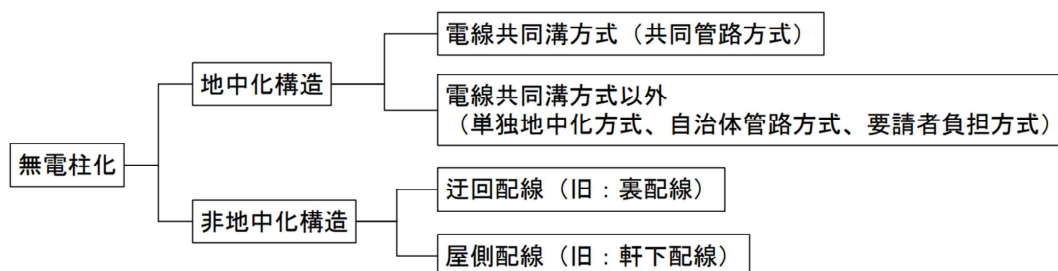 無電柱化
地中化構造
電線共同溝方式（共同管路方式）
電線共同溝方式以外
（単独地中化方式、自治体管路方式、要請者負担方式）
非地中化構造
迂回配線（旧：裏配線）
屋側配線（旧：軒下配線）